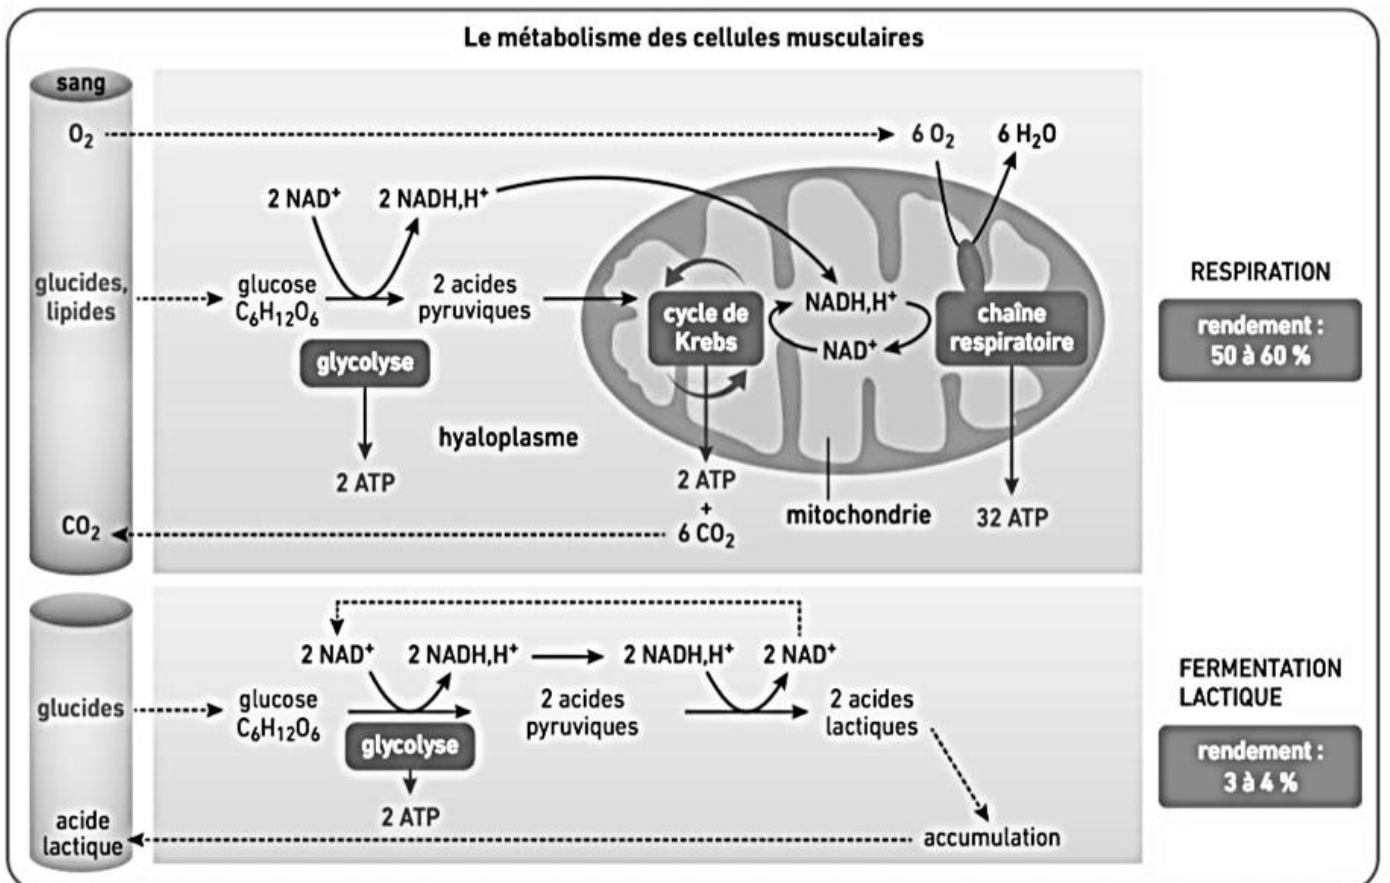 Le métabolisme des cellules musculaires
sang
O₂
6 O₂
6 H₂O
2 NAD⁺
2 NADH,H⁺
glucides,
lipides
glucose
C₆H₁₂O₆
2 acides
pyruviques
glycolyse
2 ATP
hyaloplasme
cycle de
Krebs
NADH,H⁺
NAD⁺
chaîne
respiratoire
2 ATP
+
6 CO₂
mitochondrie
32 ATP
CO₂
RESPIRATION
rendement :
50 à 60 %
2 NAD⁺
2 NADH,H⁺
2 NADH,H⁺
2 NAD⁺
glucides
glucose
C₆H₁₂O₆
glycolyse
2 ATP
2 acides
pyruviques
2 acides
lactiques
acide
lactique
accumulation
FERMENTATION
LACTIQUE
rendement :
3 à 4 %